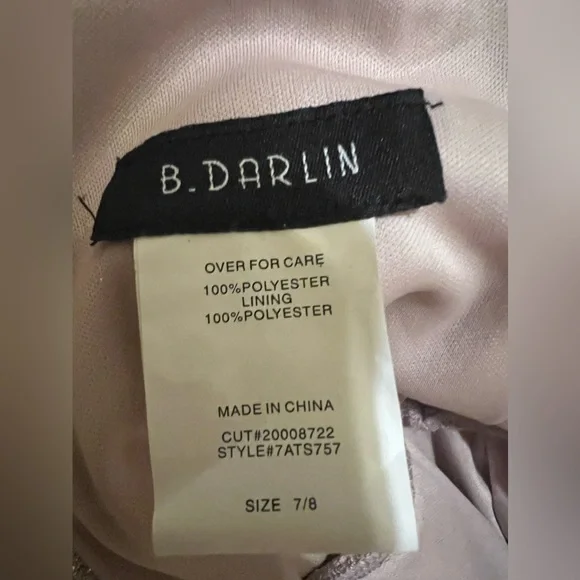 B.DARLIN
OVER FOR CARE
100%POLYESTER
LINING
100%POLYESTER
MADE IN CHINA
CUT#20008722
STYLE#7ATS757
SIZE 7/8